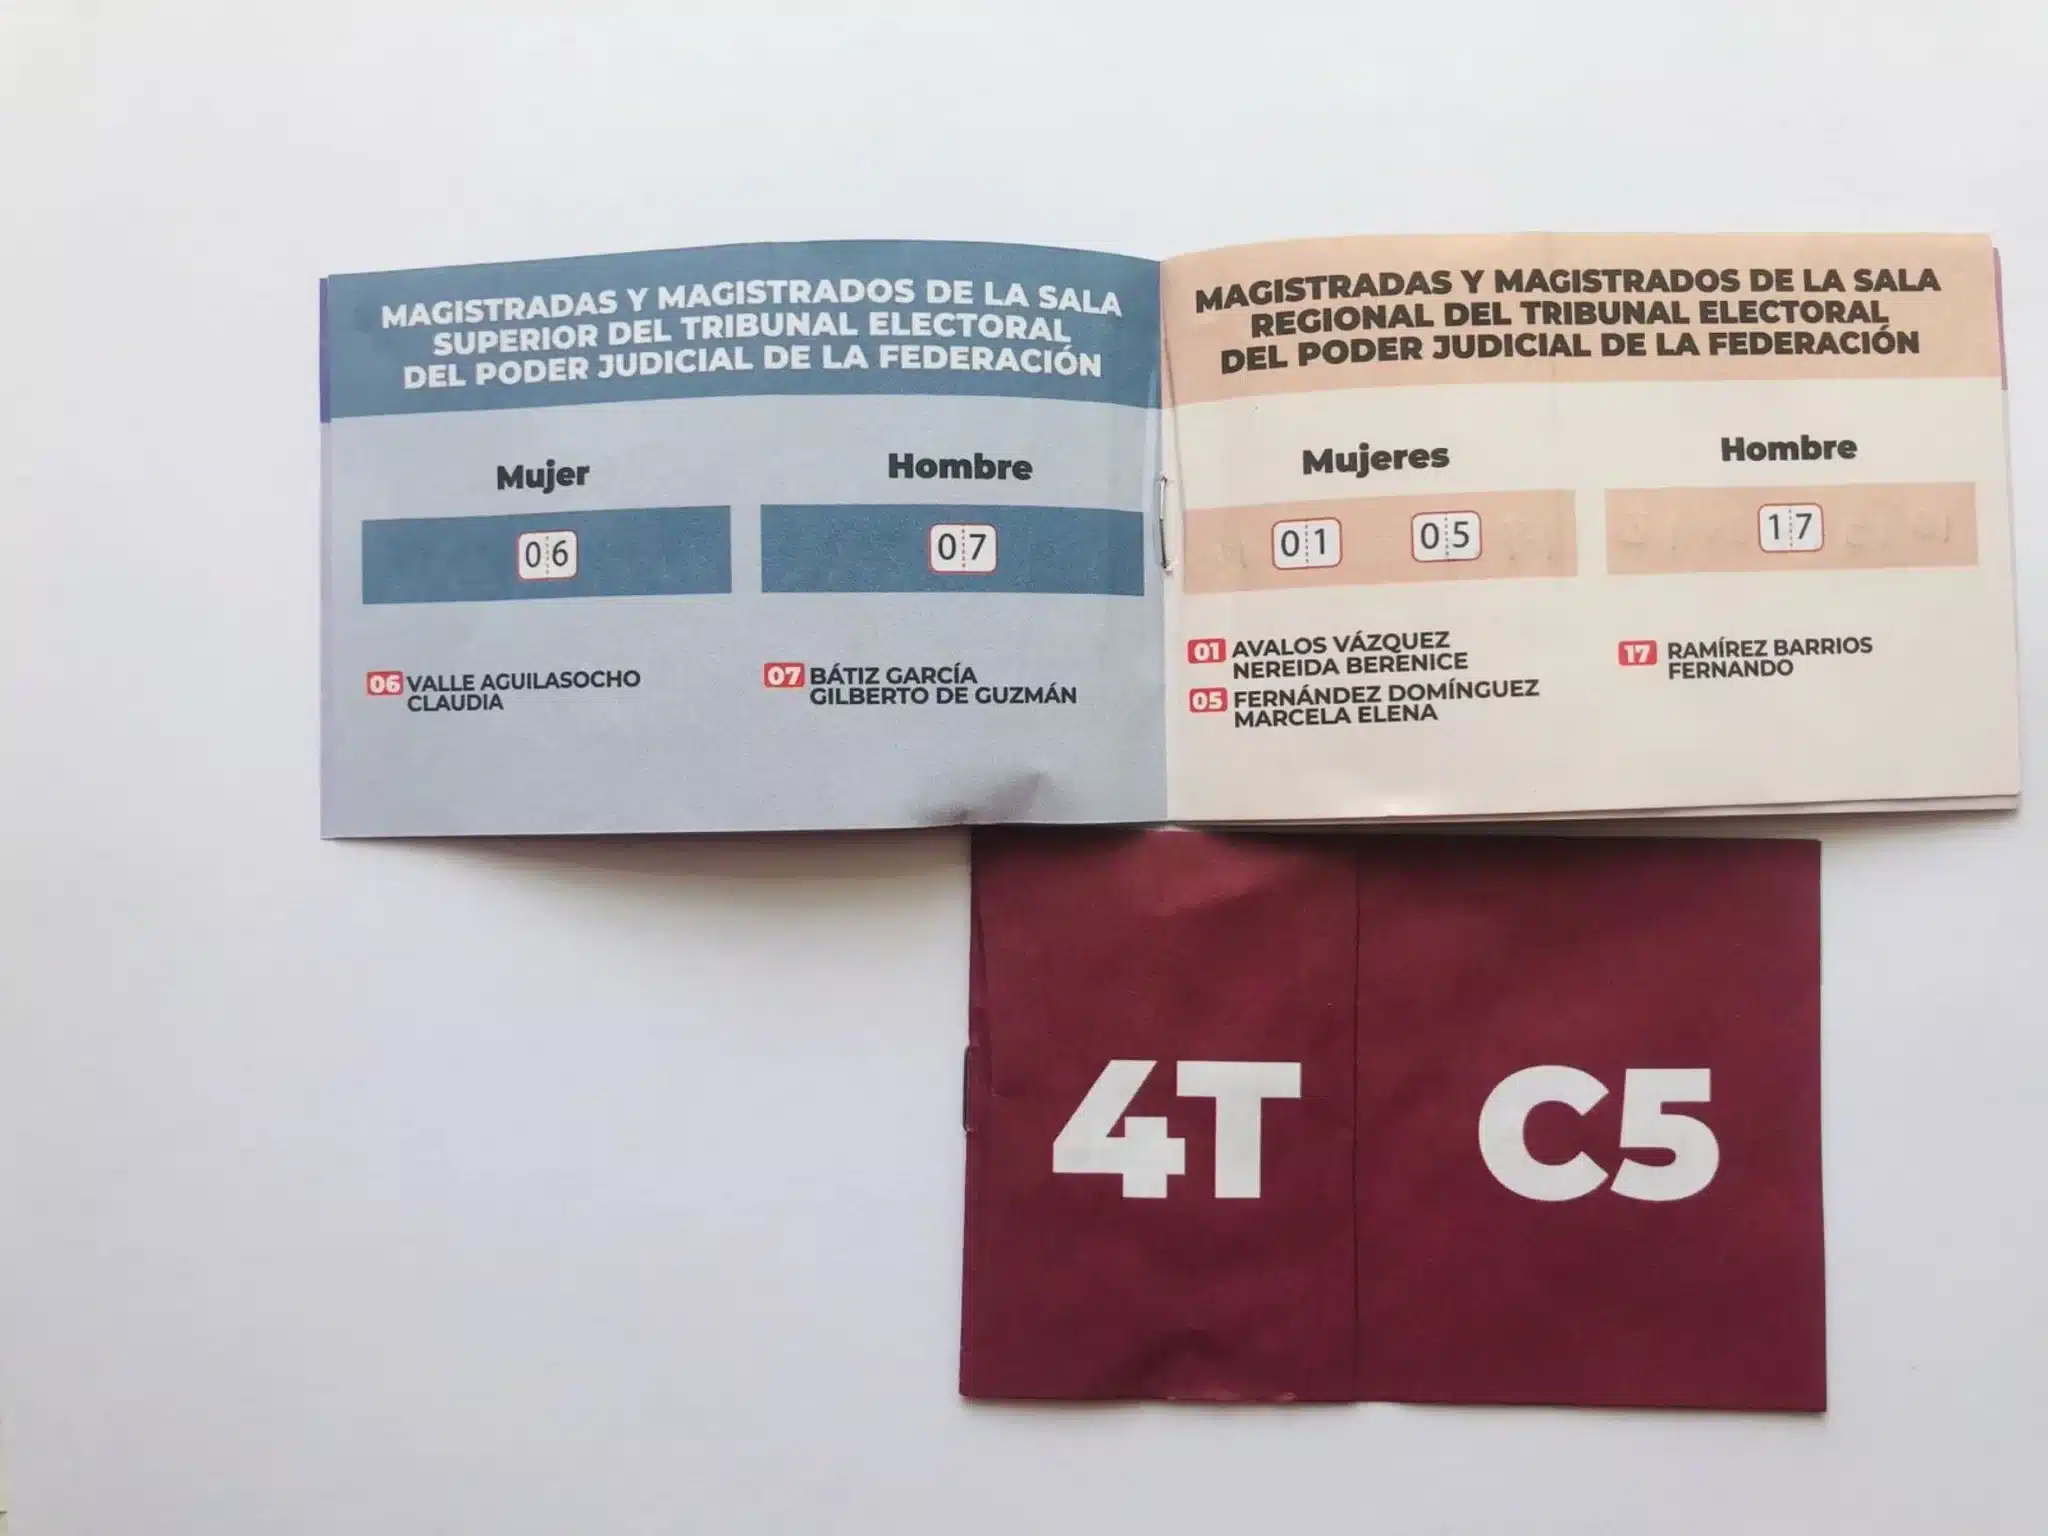 MAGISTRADAS Y MAGISTRADOS DE LA SALA
SUPERIOR DEL TRIBUNAL ELECTORAL
DEL PODER JUDICIAL DE LA FEDERACIÓN
Mujer
Hombre
06
07
06 VALLE AGUILASOCHO
CLAUDIA
07 BÁTIZ GARCÍA
GILBERTO DE GUZMÁN
MAGISTRADAS Y MAGISTRADOS DE LA SALA
REGIONAL DEL TRIBUNAL ELECTORAL
DEL PODER JUDICIAL DE LA FEDERACIÓN
Mujeres
Hombre
01 05
17
01 AVALOS VÁZQUEZ
NEREIDA BERENICE
05 FERNÁNDEZ DOMÍNGUEZ
MARCELA ELENA
17 RAMÍREZ BARRIOS
FERNANDO
4T C5